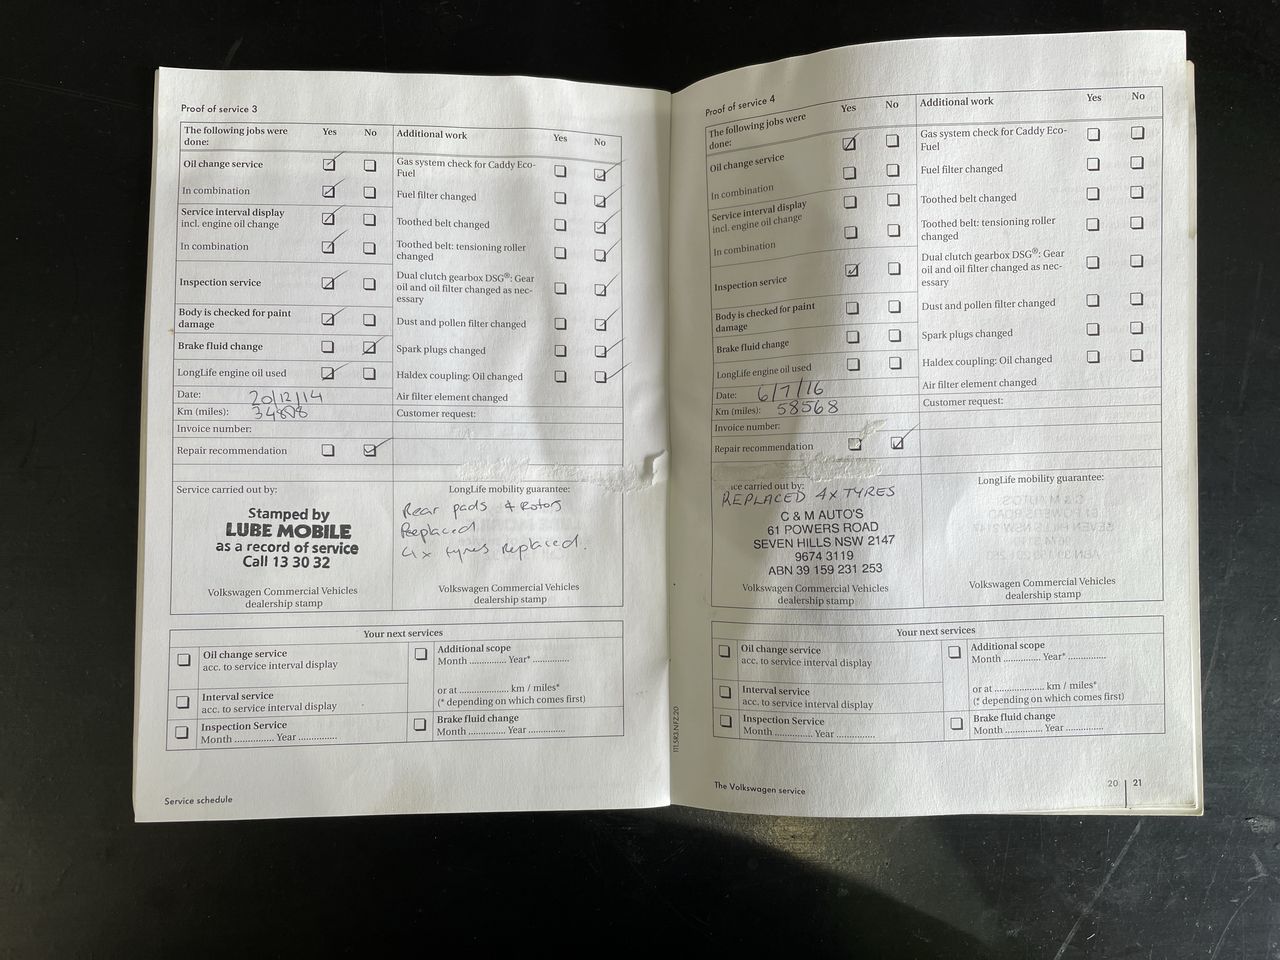 Proof of service 3
The following jobs were done: Yes No
Oil change service
In combination
Service interval display
incl. engine oil change
In combination
Inspection service
Body is checked for paint
damage
Brake fluid change
LongLife engine oil used
Date: 20/12/14
Km (miles):
Invoice number:
Repair recommendation
Additional work Yes No
Gas system check for Caddy Eco-
Fuel
Fuel filter changed
Toothed belt changed
Toothed belt: tensioning roller
changed
Dual clutch gearbox DSG®: Gear
oil and oil filter changed as nec-
essary
Dust and pollen filter changed
Spark plugs changed
Haldex coupling: Oil changed
Air filter element changed
Customer request:
Service carried out by:
Stamped by
LUBE MOBILE
as a record of service
Call 13 30 32
Volkswagen Commercial Vehicles
dealership stamp
LongLife mobility guarantee:
Rear pads & Rotors
Replaced
4x tyres Replaced.
Volkswagen Commercial Vehicles
dealership stamp
Your next services
Oil change service
acc. to service interval display
Interval service
acc. to service interval display
Inspection Service
Month .............. Year ..............
Additional scope
Month .............. Year* ..............
or at .................... km / miles*
(* depending on which comes first)
Brake fluid change
Month .............. Year ..............
Service schedule
111.5R3.NFZ.20
Proof of service 4
The following jobs were
done: Yes No
Oil change service
In combination
Service interval display
incl. engine oil change
In combination
Inspection service
Body is checked for paint
damage
Brake fluid change
LongLife engine oil used
Date: 6/7/16
Km (miles): 58568
Invoice number:
Repair recommendation
Additional work Yes No
Gas system check for Caddy Eco-
Fuel
Fuel filter changed
Toothed belt changed
Toothed belt: tensioning roller
changed
Dual clutch gearbox DSG®: Gear
oil and oil filter changed as nec-
essary
Dust and pollen filter changed
Spark plugs changed
Haldex coupling: Oil changed
Air filter element changed
Customer request:
carried out by:
REPLACED 4X TYRES
C & M AUTO'S
61 POWERS ROAD
SEVEN HILLS NSW 2147
9674 3119
ABN 39 159 231 253
Volkswagen Commercial Vehicles
dealership stamp
LongLife mobility guarantee:
Volkswagen Commercial Vehicles
dealership stamp
Your next services
Oil change service
acc. to service interval display
Interval service
acc. to service interval display
Inspection Service
Month .............. Year ..............
Additional scope
Month .............. Year* ..............
or at .................... km / miles*
(* depending on which comes first)
Brake fluid change
Month .............. Year ..............
The Volkswagen service
20 21